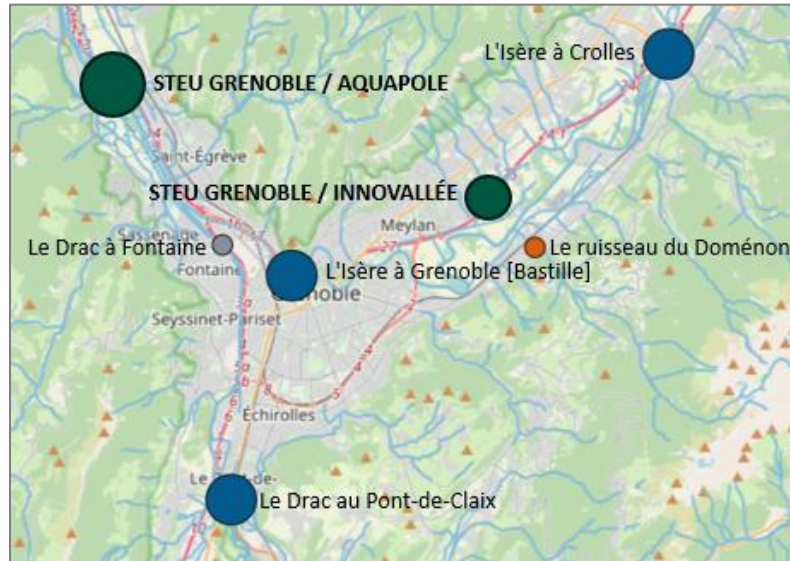 L'Isère à Crolles
STEU GRENOBLE / AQUAPOLE
Saint-Égrève
STEU GRENOBLE / INNOVALLÉE
Meylan
Sassenage
Le Drac à Fontaine
Le ruisseau du Doménon
Fontaine
L'Isère à Grenoble [Bastille]
Seyssinet-Pariset
Échirolles
Le Drac au Pont-de-Claix